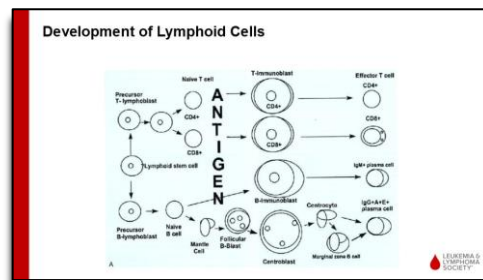 Development of Lymphoid Cells
Naive T cell
T-Immunoblast
Effector T cell
Precursor
T- lymphoblast
CD4+
CD4+
CD4+
CD8+
CD8+
CD8+
ANTIGEN
Lymphoid stem cell
IgM+ plasma cell
B-Immunoblast
Precursor
B-lymphoblast
Naive
B cell
Mantle
Cell
Follicular
B-Blast
Centroblast
Centrocyte
Marginal zone B cell
IgG+A+E+
plasma cell
A
LEUKEMIA &
LYMPHOMA
SOCIETY